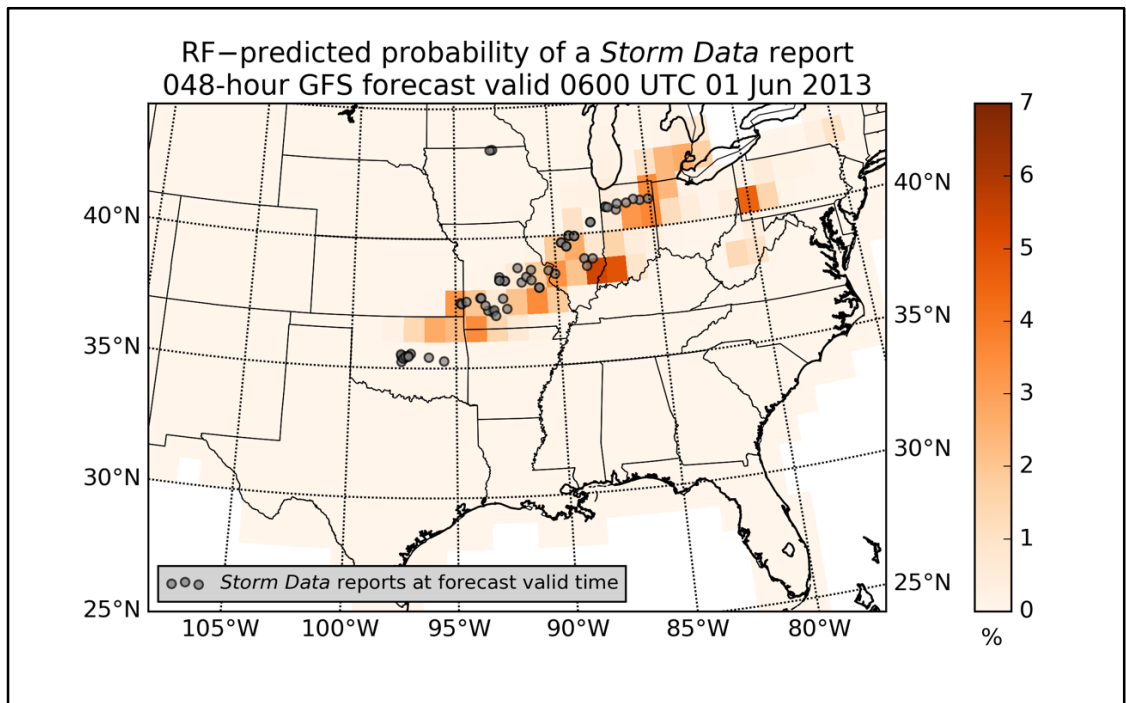 RF−predicted probability of a Storm Data report
048-hour GFS forecast valid 0600 UTC 01 Jun 2013
40°N
35°N
30°N
25°N
40°N
35°N
30°N
25°N
105°W 100°W 95°W 90°W 85°W 80°W
Storm Data reports at forecast valid time
7
6
5
4
3
2
1
0
%